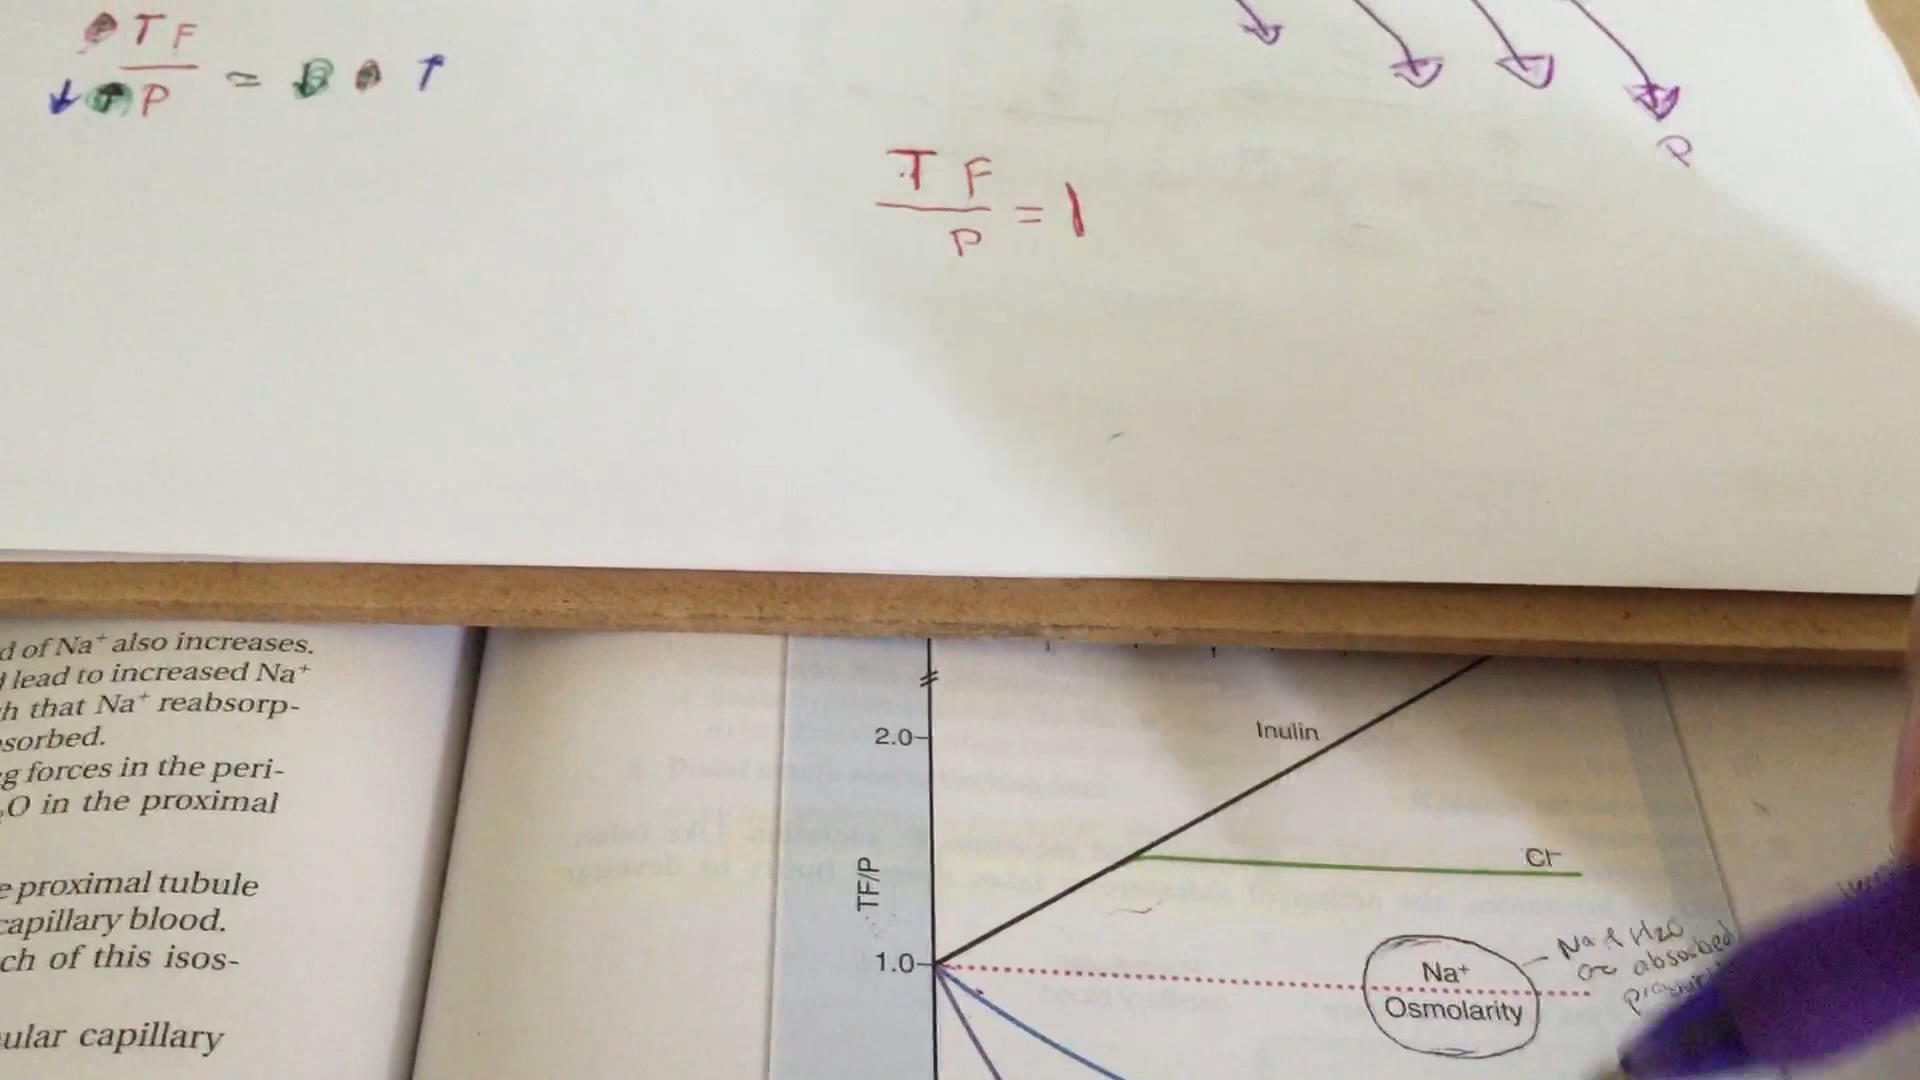 TF
P =
TF
P = 1
P
d of Na⁺ also increases.
lead to increased Na⁺
h that Na⁺ reabsorp-
sorbed.
g forces in the peri-
O in the proximal
e proximal tubule
capillary blood.
ch of this isos-
ular capillary
2.0
Inulin
TF/P
Cl⁻
1.0
Na⁺
Osmolarity
Na & H2O
absorbed